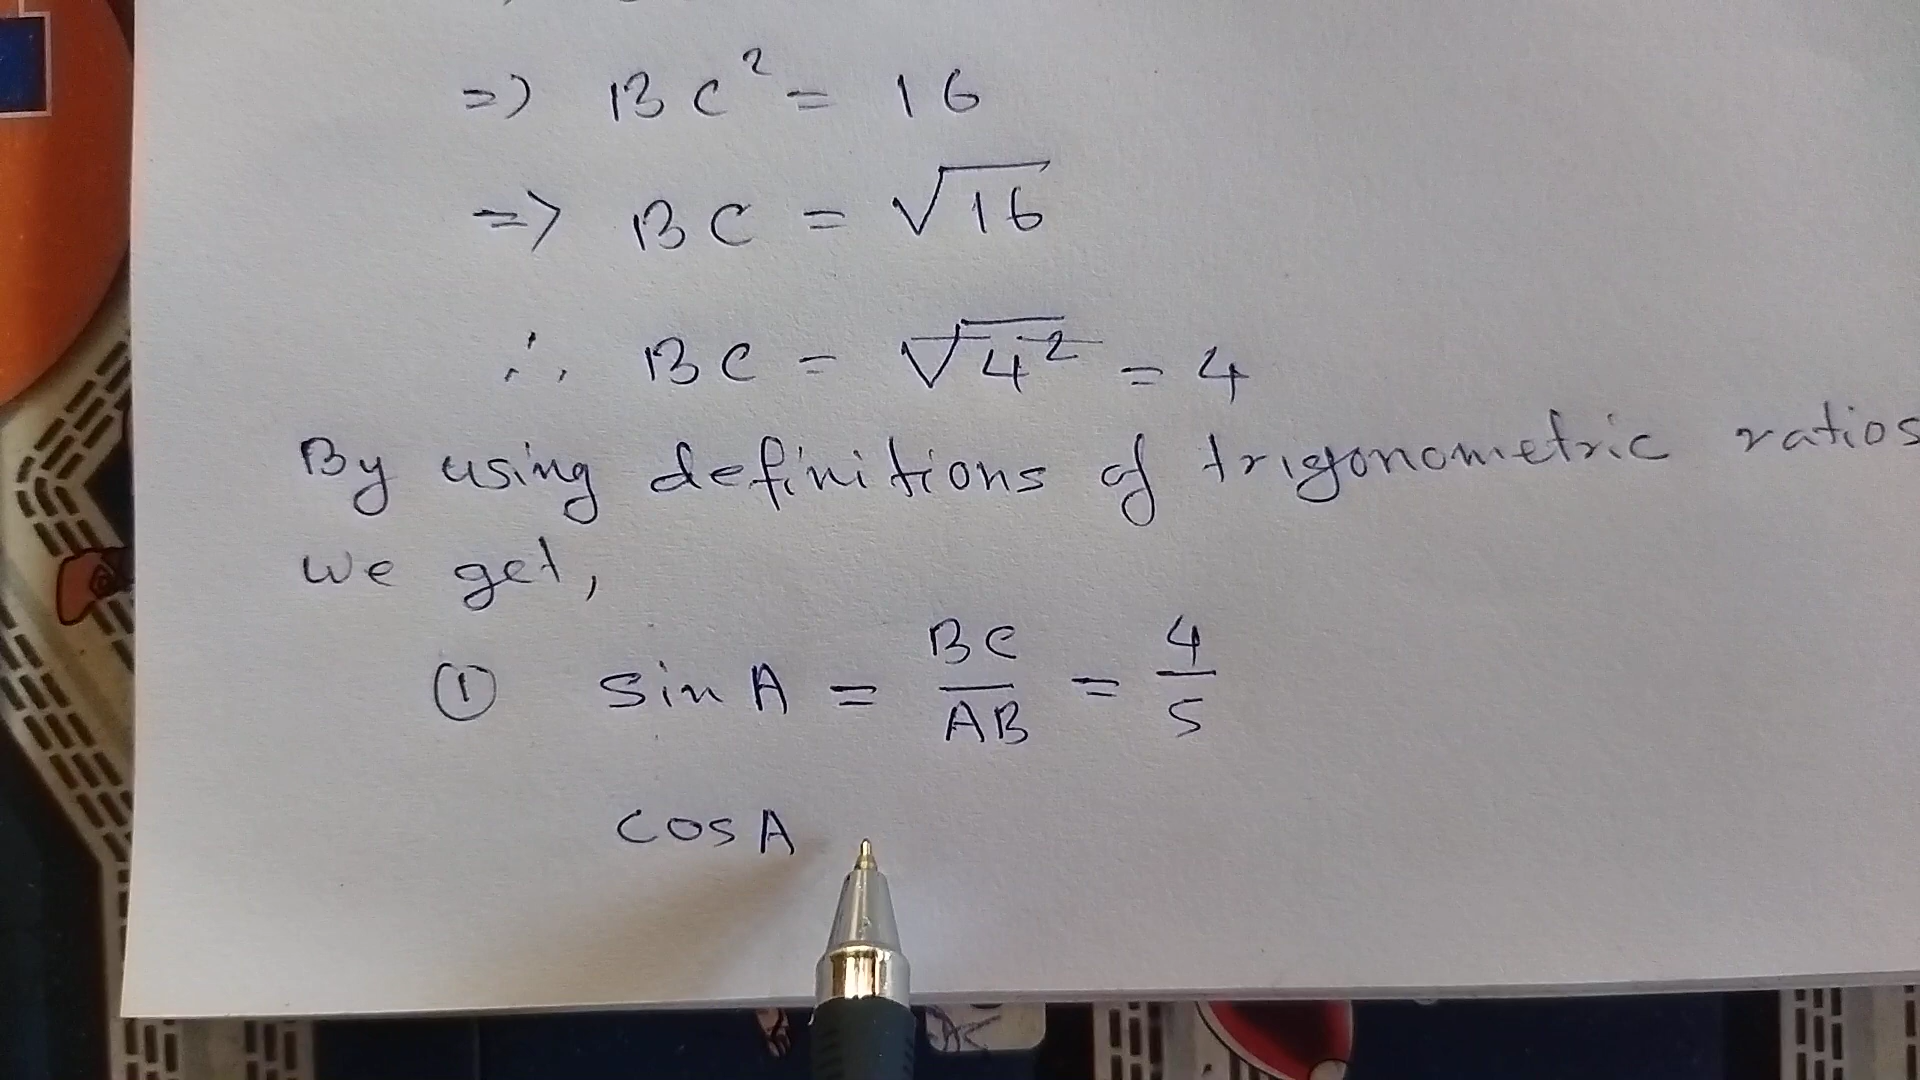 => BC² = 16
=> BC = √16
∴ BC = √4² = 4
By using definitions of trigonometric ratios
we get,
① sin A = BC/AB = 4/5
cos A